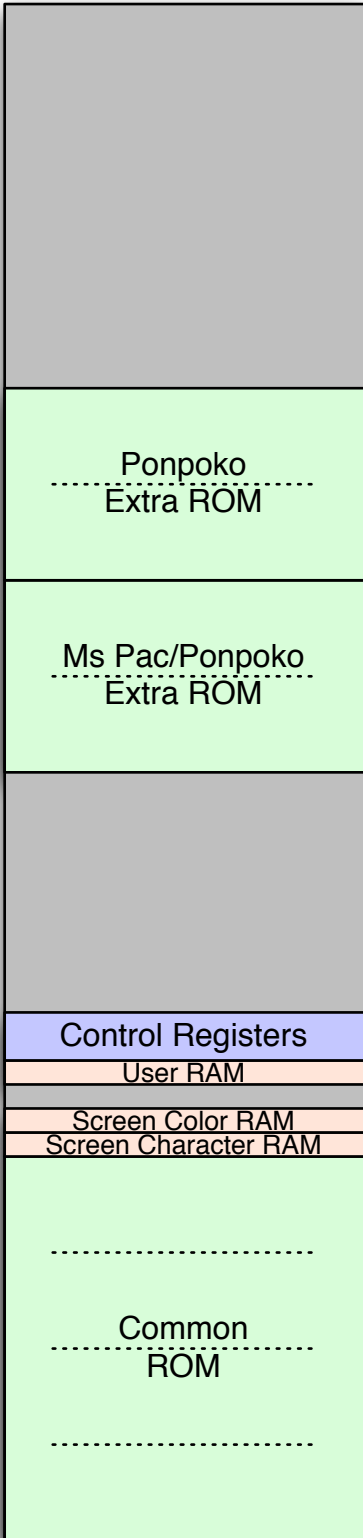 Ponpoko
Extra ROM
Ms Pac/Ponpoko
Extra ROM
Control Registers
User RAM
Screen Color RAM
Screen Character RAM
Common
ROM